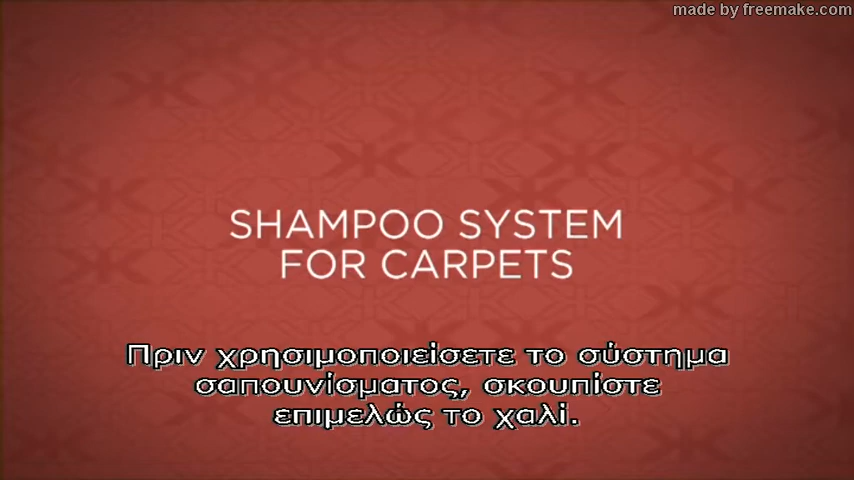 made by freemake.com
SHAMPOO SYSTEM
FOR CARPETS
Πριν χρησιμοποιείσετε το σύστημα
σαπουνίσματος, σκουπίστε
επιμελώς το χαλί.